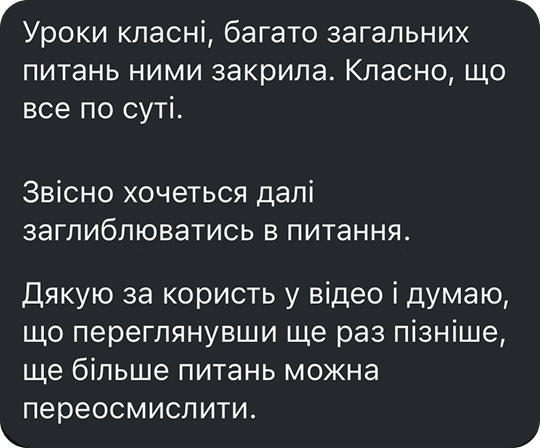 Уроки класні, багато загальних
питань ними закрила. Класно, що
все по суті.
Звісно хочеться далі
заглиблюватись в питання.
Дякую за користь у відео і думаю,
що переглянувши ще раз пізніше,
ще більше питань можна
переосмислити.